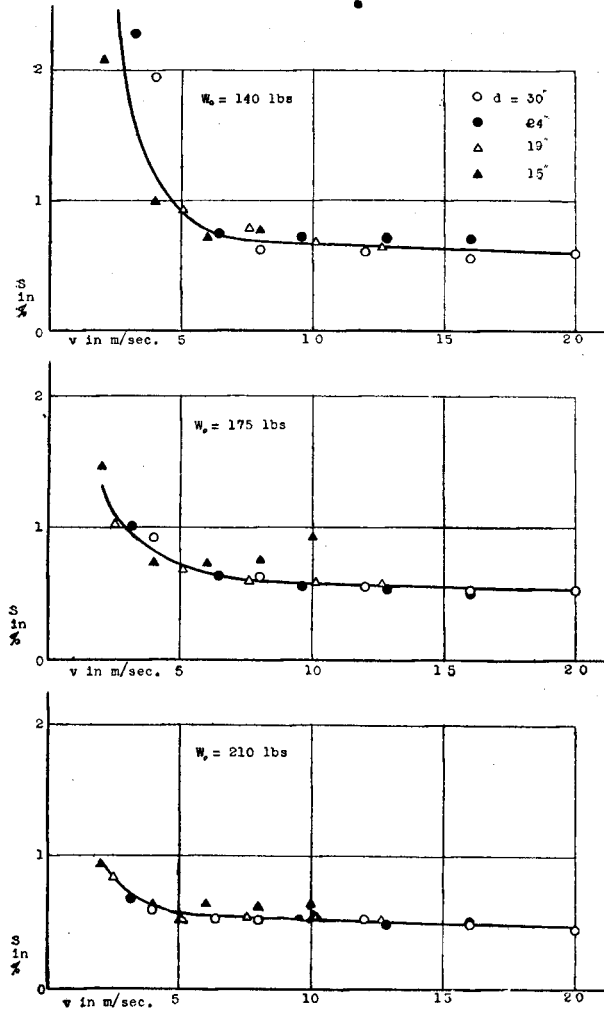 2
W₀ = 140 lbs
d = 30"
24"
19"
15"
1
S
in
%
0
v in m/sec. 5 10 15 20
2
W₀ = 175 lbs
1
S
in
%
0
v in m/sec. 5 10 15 20
2
W₀ = 210 lbs
1
S
in
%
0
v in m/sec. 5 10 15 20